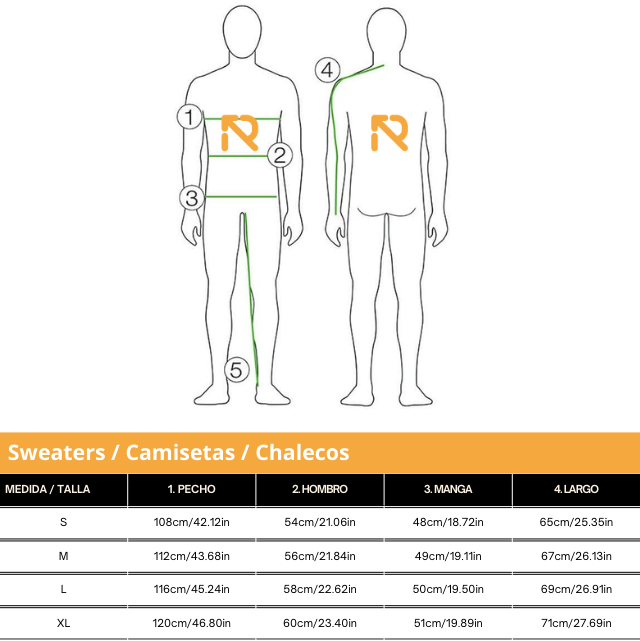 4
1
2
3
5
Sweaters / Camisetas / Chalecos
MEDIDA / TALLA 1. PECHO 2. HOMBRO 3. MANGA 4. LARGO
S 108cm/42.12in 54cm/21.06in 48cm/18.72in 65cm/25.35in
M 112cm/43.68in 56cm/21.84in 49cm/19.11in 67cm/26.13in
L 116cm/45.24in 58cm/22.62in 50cm/19.50in 69cm/26.91in
XL 120cm/46.80in 60cm/23.40in 51cm/19.89in 71cm/27.69in